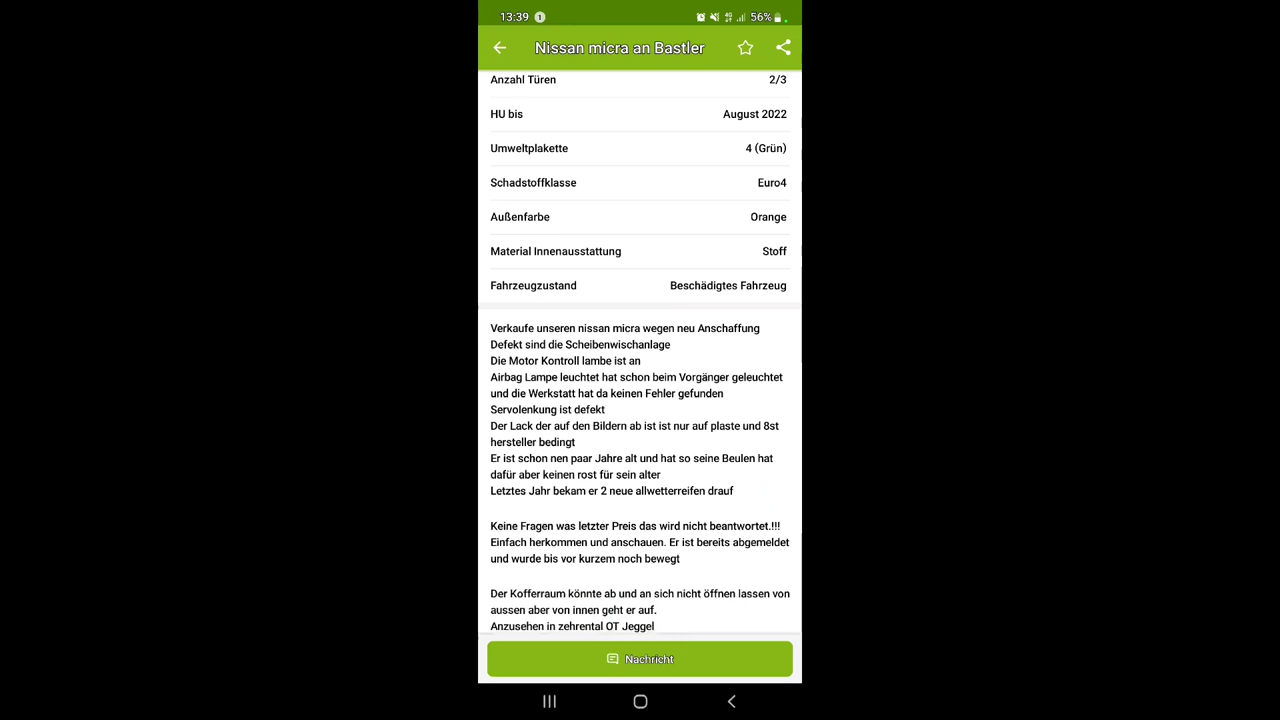 13:39 1 4G 56%
Nissan micra an Bastler
Anzahl Türen 2/3
HU bis August 2022
Umweltplakette 4 (Grün)
Schadstoffklasse Euro4
Außenfarbe Orange
Material Innenausstattung Stoff
Fahrzeugzustand Beschädigtes Fahrzeug
Verkaufe unseren nissan micra wegen neu Anschaffung
Defekt sind die Scheibenwischanlage
Die Motor Kontroll lambe ist an
Airbag Lampe leuchtet hat schon beim Vorgänger geleuchtet
und die Werkstatt hat da keinen Fehler gefunden
Servolenkung ist defekt
Der Lack der auf den Bildern ab ist ist nur auf plaste und 8st
hersteller bedingt
Er ist schon nen paar Jahre alt und hat so seine Beulen hat
dafür aber keinen rost für sein alter
Letztes Jahr bekam er 2 neue allwetterreifen drauf
Keine Fragen was letzter Preis das wird nicht beantwortet.!!!
Einfach herkommen und anschauen. Er ist bereits abgemeldet
und wurde bis vor kurzem noch bewegt
Der Kofferraum könnte ab und an sich nicht öffnen lassen von
aussen aber von innen geht er auf.
Anzusehen in zehrental OT Jeggel
Nachricht